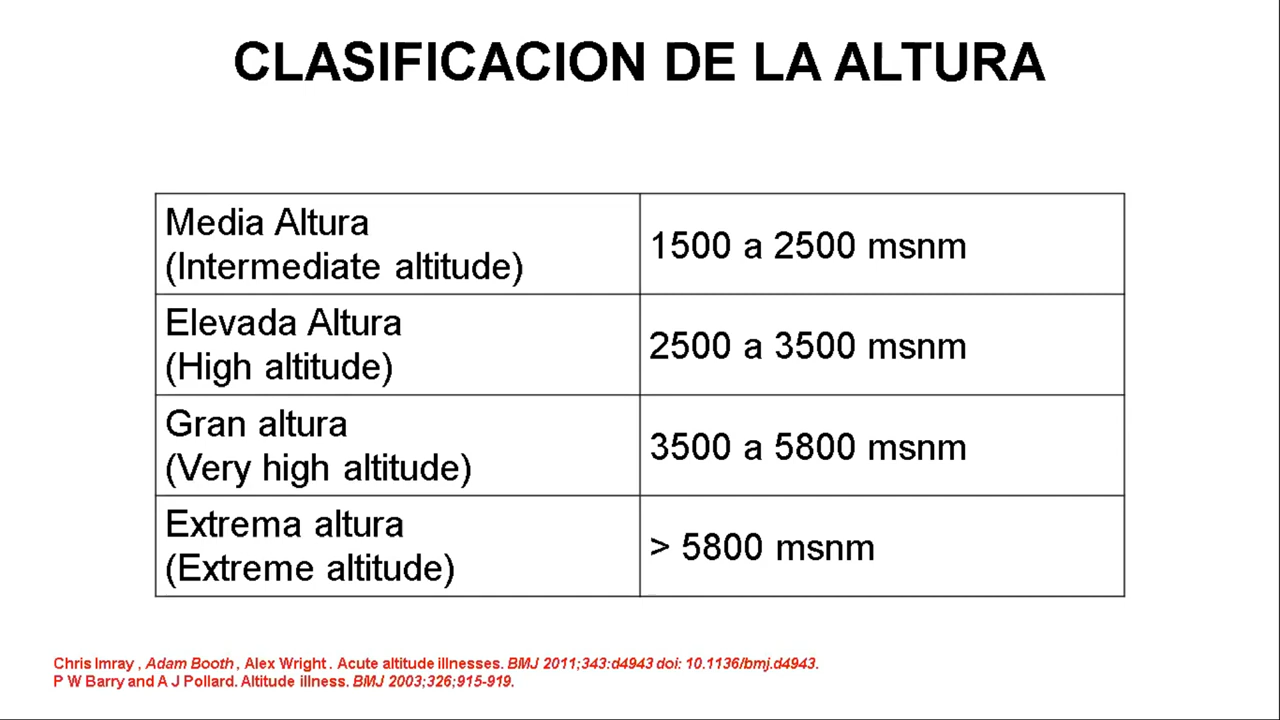 CLASIFICACION DE LA ALTURA
Media Altura
(Intermediate altitude)
1500 a 2500 msnm
Elevada Altura
(High altitude)
2500 a 3500 msnm
Gran altura
(Very high altitude)
3500 a 5800 msnm
Extrema altura
(Extreme altitude)
> 5800 msnm
Chris Imray , Adam Booth , Alex Wright . Acute altitude illnesses. BMJ 2011;343:d4943 doi: 10.1136/bmj.d4943.
P W Barry and A J Pollard. Altitude illness. BMJ 2003;326;915-919.